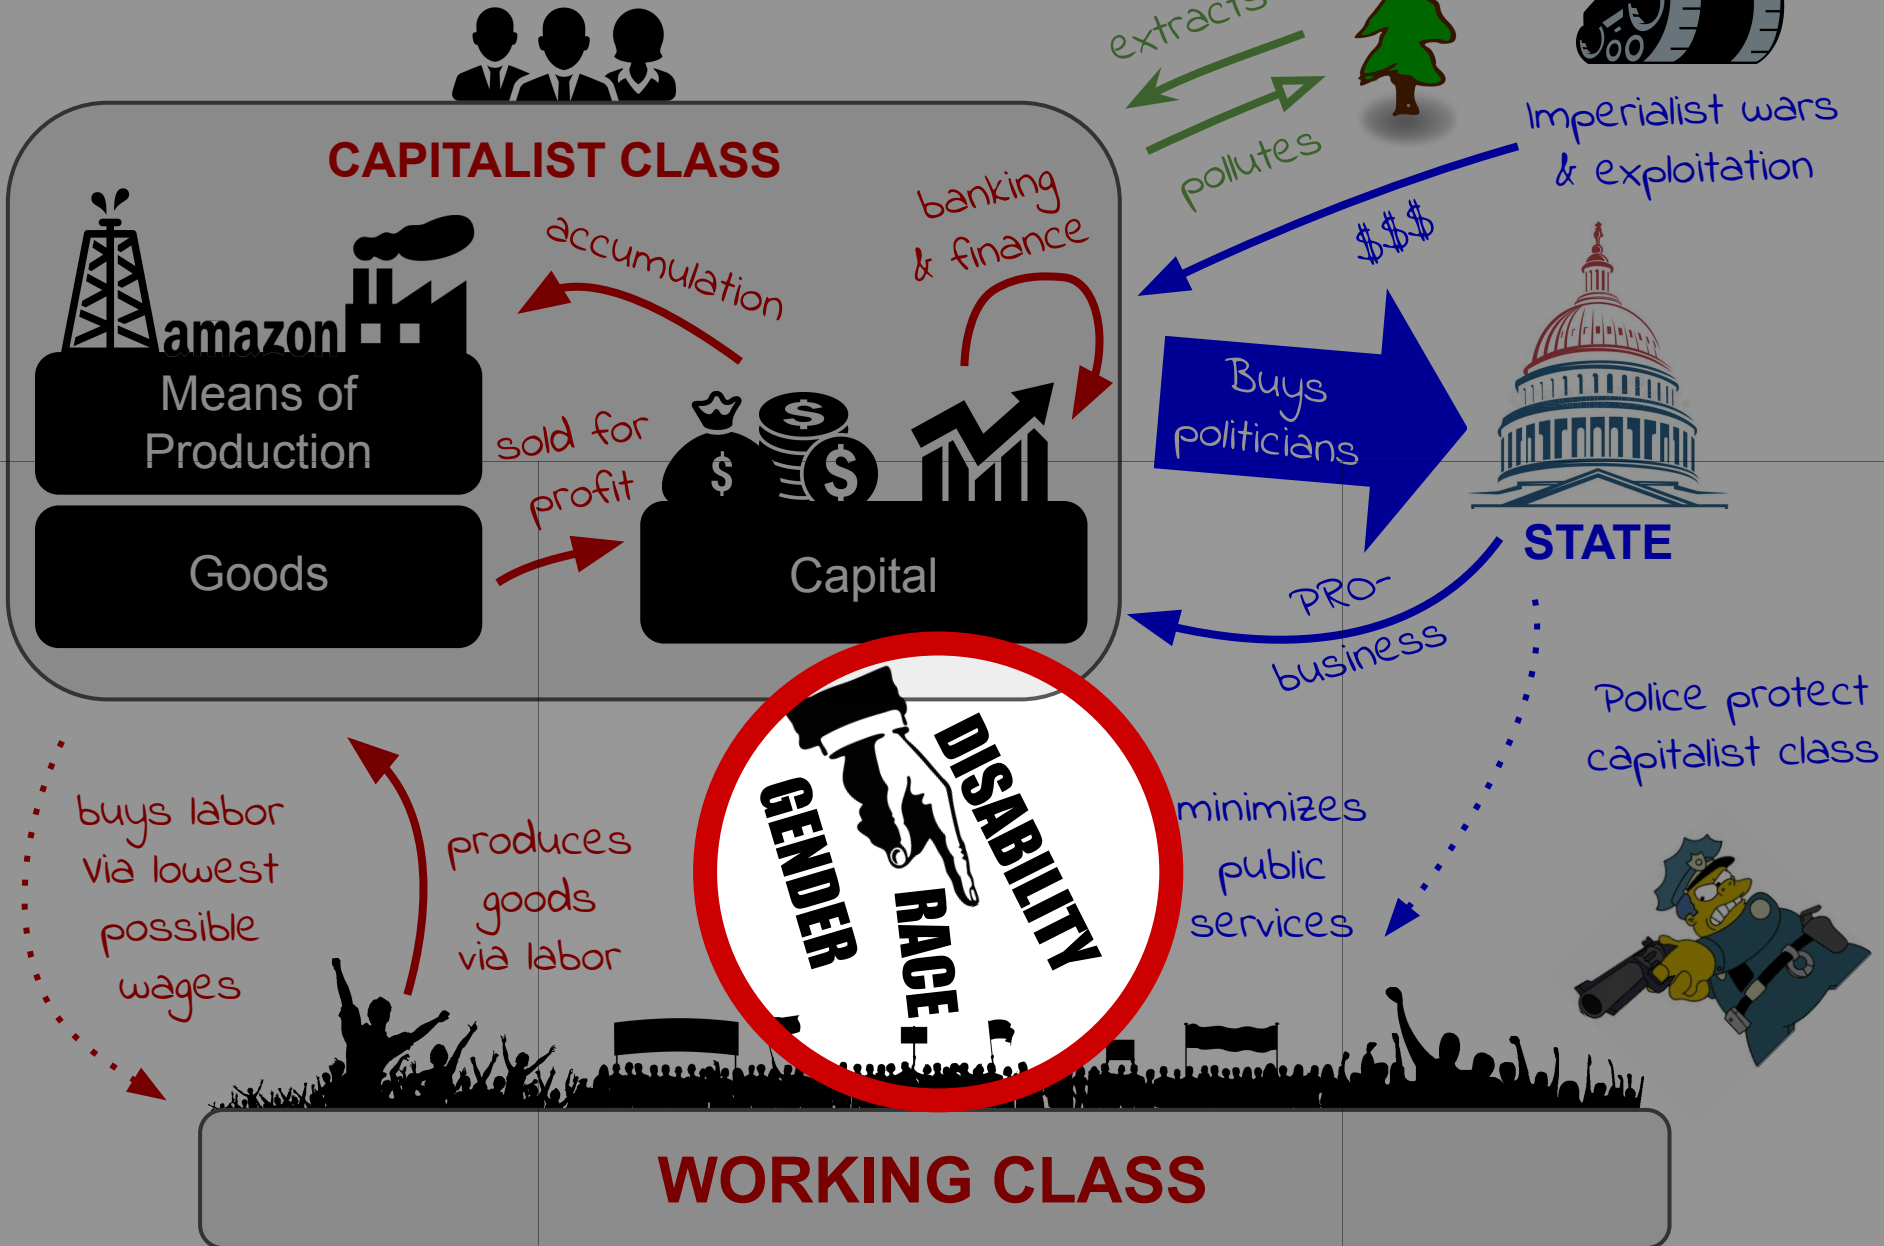 extracts
pollutes
Imperialist wars
& exploitation
$$$
CAPITALIST CLASS
accumulation
banking
& finance
amazon
Means of
Production
sold for
profit
$
$
$
Goods
Capital
Buys
politicians
STATE
PRO-
business
Police protect
capitalist class
minimizes
public
services
buys labor
via lowest
possible
wages
produces
goods
via labor
GENDER
RACE
DISABILITY
WORKING CLASS